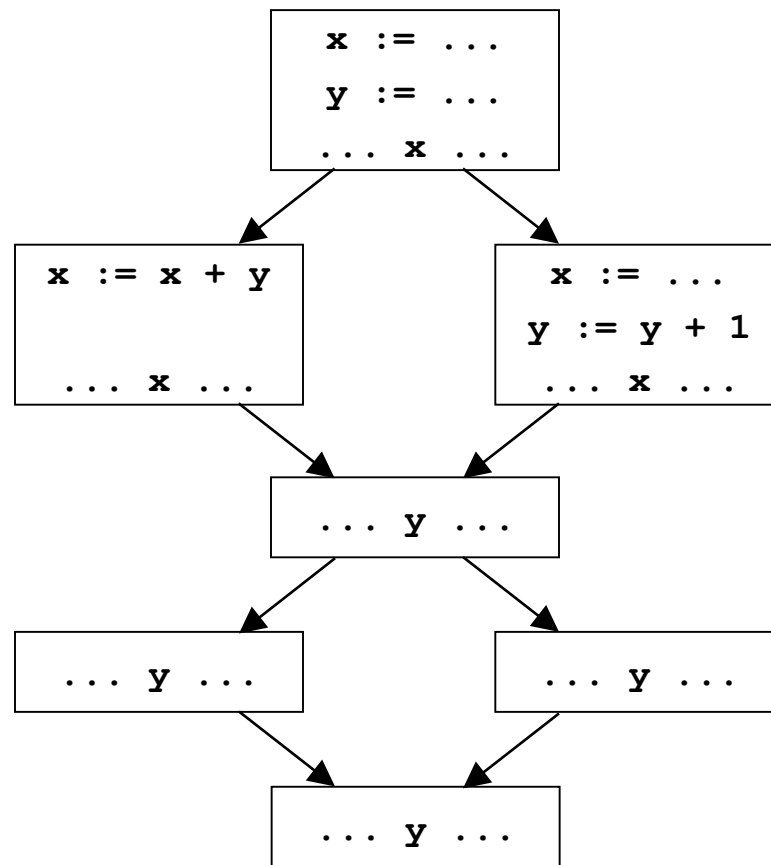 x := ...
y := ...
... x ...
x := x + y
... x ...
x := ...
y := y + 1
... x ...
... y ...
... y ...
... y ...
... y ...